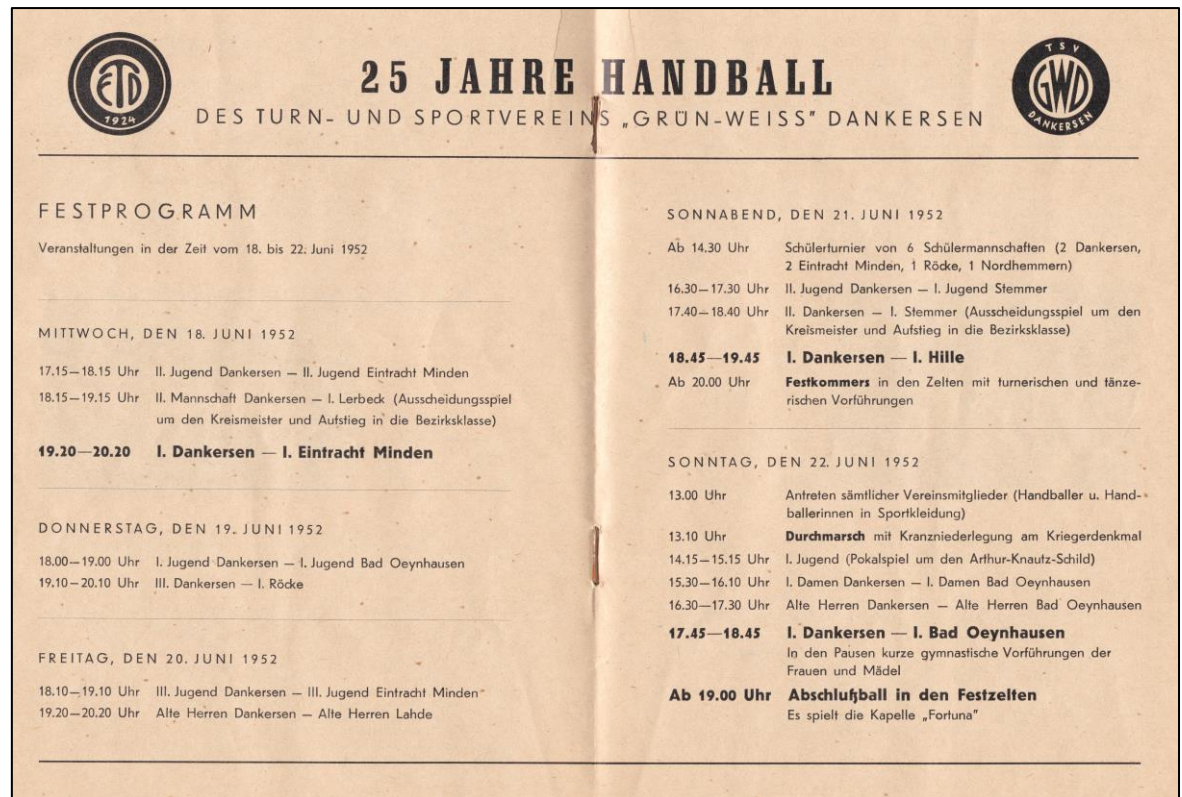 FTD
1924
25 JAHRE HANDBALL
DES TURN- UND SPORTVEREINS „GRÜN-WEISS" DANKERSEN
TSV
GWD
DANKERSEN
FESTPROGRAMM
Veranstaltungen in der Zeit vom 18. bis 22. Juni 1952
MITTWOCH, DEN 18. JUNI 1952
17.15—18.15 Uhr II. Jugend Dankersen — II. Jugend Eintracht Minden
18.15—19.15 Uhr II. Mannschaft Dankersen — I. Lerbeck (Ausscheidungsspiel
um den Kreismeister und Aufstieg in die Bezirksklasse)
19.20—20.20 I. Dankersen — I. Eintracht Minden
DONNERSTAG, DEN 19. JUNI 1952
18.00—19.00 Uhr I. Jugend Dankersen — I. Jugend Bad Oeynhausen
19.10—20.10 Uhr III. Dankersen — I. Röcke
FREITAG, DEN 20. JUNI 1952
18.10—19.10 Uhr III. Jugend Dankersen — III. Jugend Eintracht Minden
19.20—20.20 Uhr Alte Herren Dankersen — Alte Herren Lahde
SONNABEND, DEN 21. JUNI 1952
Ab 14.30 Uhr Schülerturnier von 6 Schülermannschaften (2 Dankersen,
2 Eintracht Minden, 1 Röcke, 1 Nordhemmern)
16.30—17.30 Uhr II. Jugend Dankersen — I. Jugend Stemmer
17.40—18.40 Uhr II. Dankersen — I. Stemmer (Ausscheidungsspiel um den
Kreismeister und Aufstieg in die Bezirksklasse)
18.45—19.45 I. Dankersen — I. Hille
Ab 20.00 Uhr Festkommers in den Zelten mit turnerischen und tänze-
rischen Vorführungen
SONNTAG, DEN 22. JUNI 1952
13.00 Uhr Antreten sämtlicher Vereinsmitglieder (Handballer u. Hand-
ballerinnen in Sportkleidung)
13.10 Uhr Durchmarsch mit Kranzniederlegung am Kriegerdenkmal
14.15—15.15 Uhr I. Jugend (Pokalspiel um den Arthur-Knautz-Schild)
15.30—16.10 Uhr I. Damen Dankersen — I. Damen Bad Oeynhausen
16.30—17.30 Uhr Alte Herren Dankersen — Alte Herren Bad Oeynhausen
17.45—18.45 I. Dankersen — I. Bad Oeynhausen
In den Pausen kurze gymnastische Vorführungen der
Frauen und Mädel
Ab 19.00 Uhr Abschlußball in den Festzelten
Es spielt die Kapelle „Fortuna"